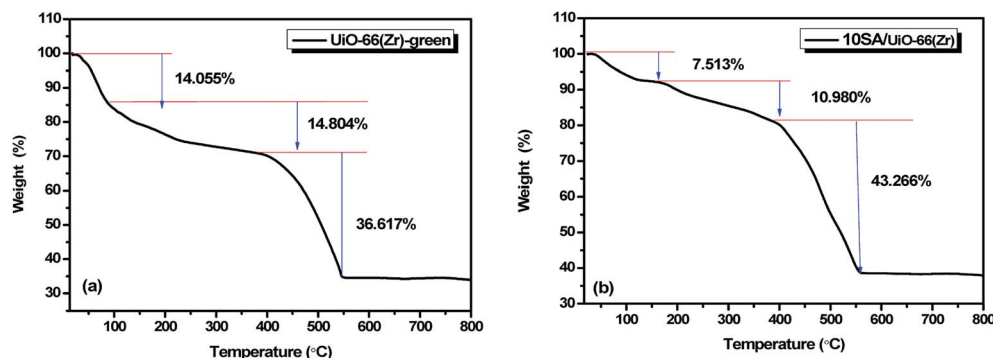 UiO-66(Zr)-green
14.055%
14.804%
36.617%
(a)
Weight (%)
100
90
80
70
60
50
40
30
100 200 300 400 500 600 700 800
Temperature (°C)
10SA/UiO-66(Zr)
7.513%
10.980%
43.266%
(b)
Weight (%)
110
100
90
80
70
60
50
40
30
100 200 300 400 500 600 700 800
Temperature (°C)